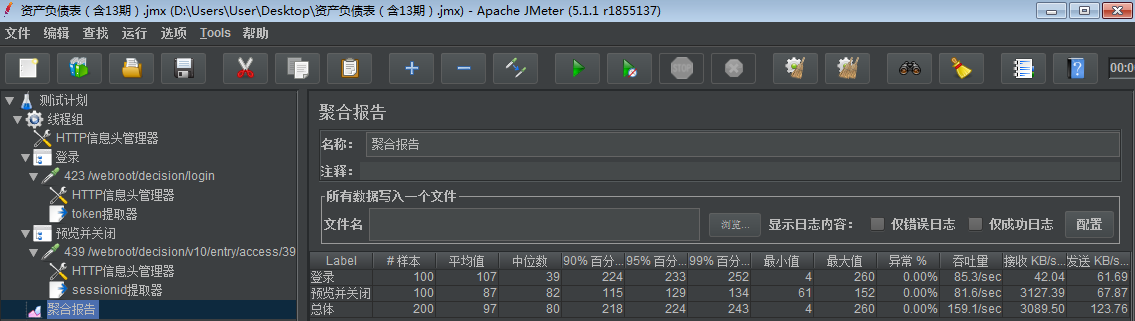 资产负债表（含13期）.jmx (D:\Users\User\Desktop\资产负债表（含13期）.jmx) - Apache JMeter (5.1.1 r1855137)
文件 编辑 查找 运行 选项 Tools 帮助
STOP
00:0
测试计划
线程组
HTTP信息头管理器
登录
423 /webroot/decision/login
HTTP信息头管理器
token提取器
预览并关闭
439 /webroot/decision/v10/entry/access/39
HTTP信息头管理器
sessionid提取器
聚合报告
聚合报告
名称： 聚合报告
注释：
所有数据写入一个文件
文件名 浏览... 显示日志内容： 仅错误日志 仅成功日志 配置
Label # 样本 平均值 中位数 90% 百分... 95% 百分... 99% 百分... 最小值 最大值 异常 % 吞吐量 接收 KB/s... 发送 KB/s...
登录 100 107 39 224 233 252 4 260 0.00% 85.3/sec 42.04 61.69
预览并关闭 100 87 82 115 129 134 61 152 0.00% 81.6/sec 3127.39 67.87
总体 200 97 80 218 224 243 4 260 0.00% 159.1/sec 3089.50 123.76